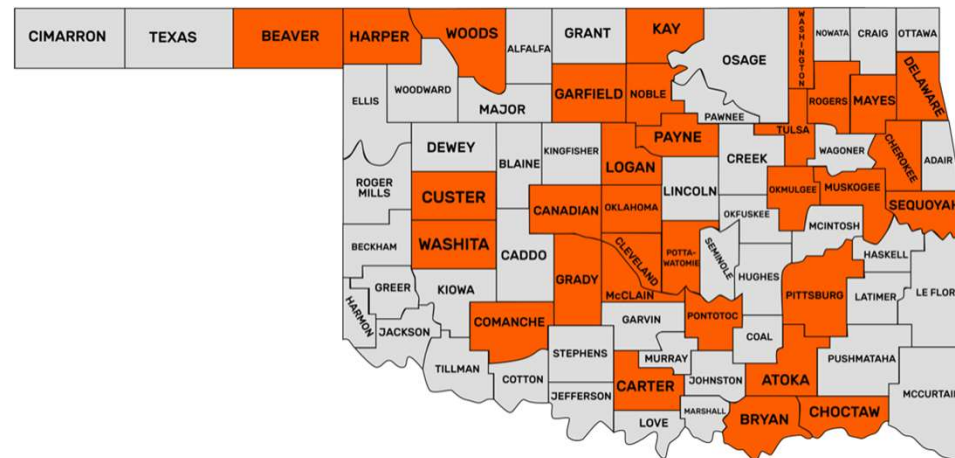 CIMARRON
TEXAS
BEAVER
HARPER
WOODS
ALFALFA
GRANT
KAY
OSAGE
WASHINGTON
NOWATA
CRAIG
OTTAWA
ELLIS
WOODWARD
MAJOR
GARFIELD
NOBLE
PAWNEE
ROGERS
MAYES
DELAWARE
DEWEY
BLAINE
KINGFISHER
LOGAN
PAYNE
CREEK
TULSA
WAGONER
CHEROKEE
ADAIR
ROGER
MILLS
CUSTER
CANADIAN
OKLAHOMA
LINCOLN
OKFUSKEE
OKMULGEE
MUSKOGEE
SEQUOYAH
BECKHAM
WASHITA
CADDO
GRADY
CLEVELAND
POTTA-
WATOMIE
SEMINOLE
HUGHES
MCINTOSH
HASKELL
GREER
KIOWA
McCLAIN
PITTSBURG
LATIMER
LE FLOR
HARMON
JACKSON
COMANCHE
GARVIN
PONTOTOC
COAL
TILLMAN
COTTON
STEPHENS
MURRAY
JOHNSTON
ATOKA
PUSHMATAHA
JEFFERSON
CARTER
LOVE
MARSHALL
BRYAN
CHOCTAW
MCCURTAIN